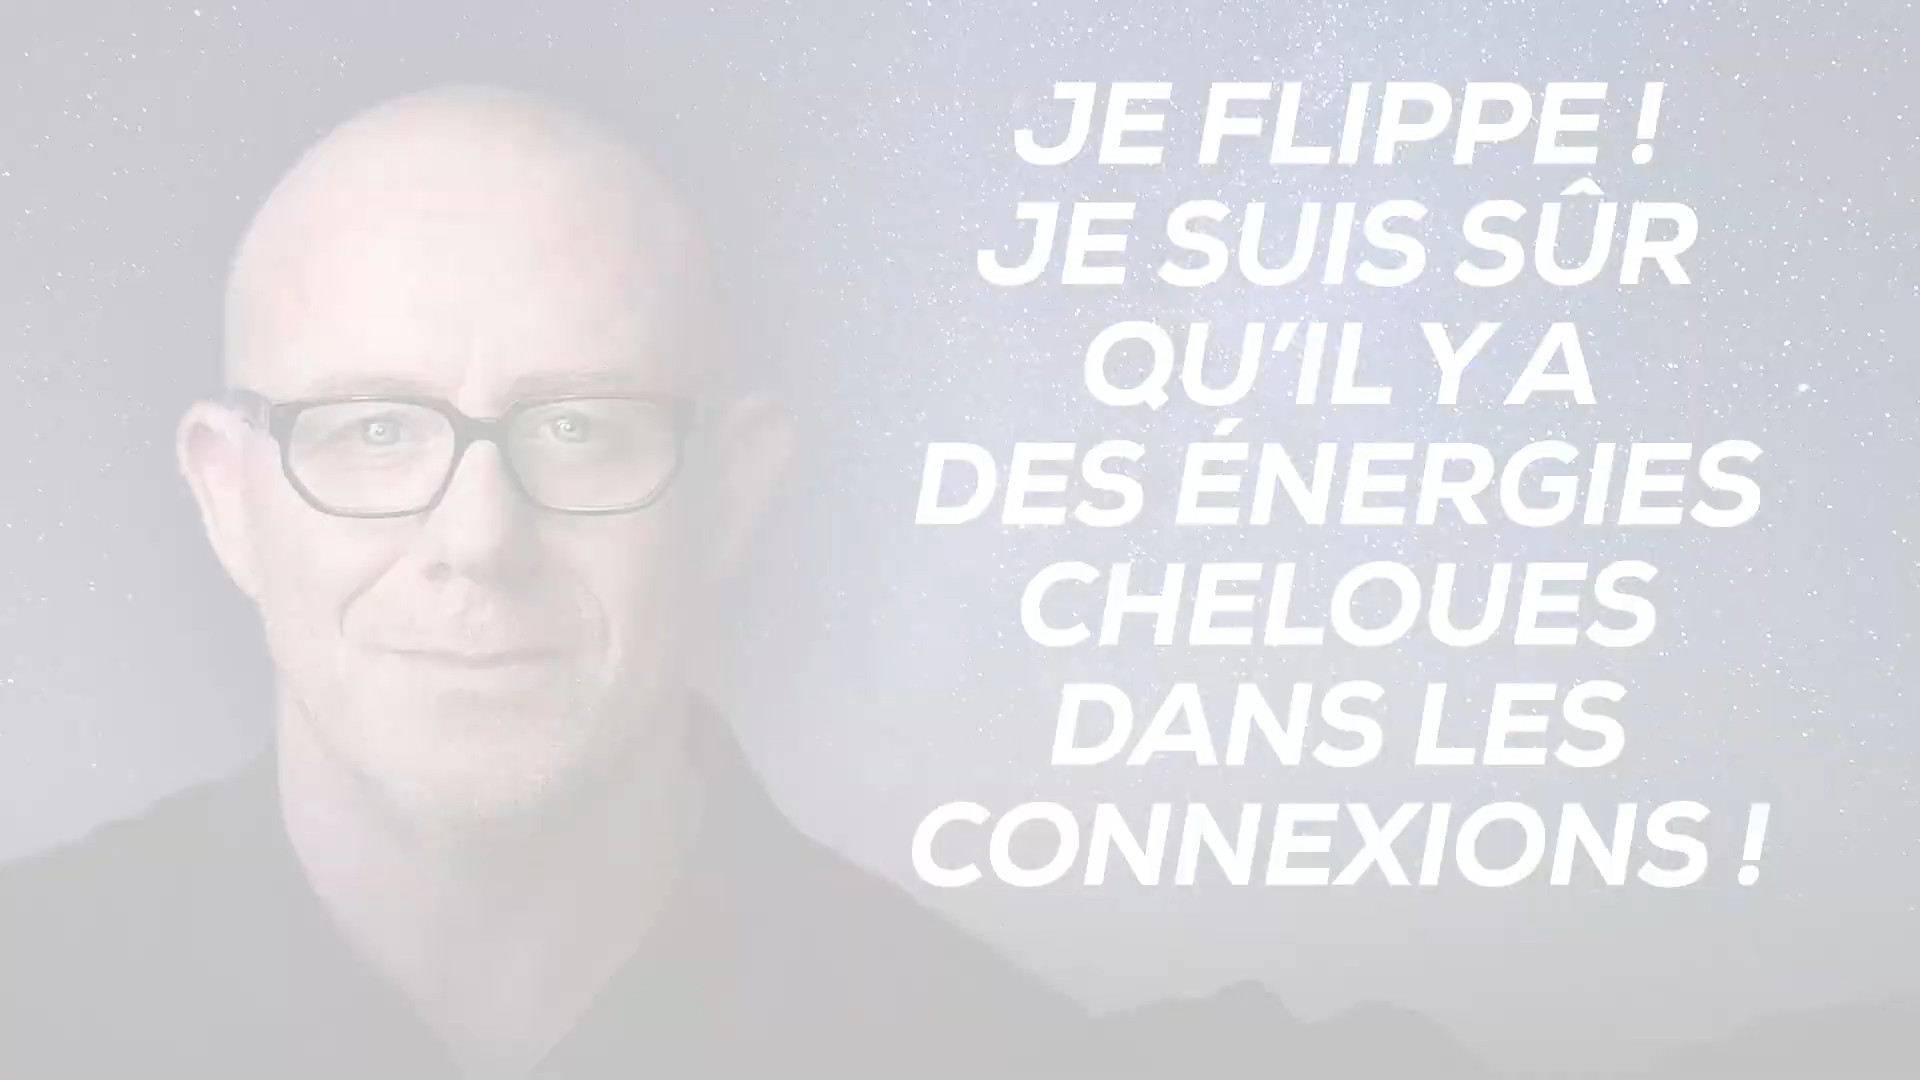 JE FLIPPE !
JE SUIS SÛR
QU'IL Y A
DES ÉNERGIES
CHELOUES
DANS LES
CONNEXIONS !